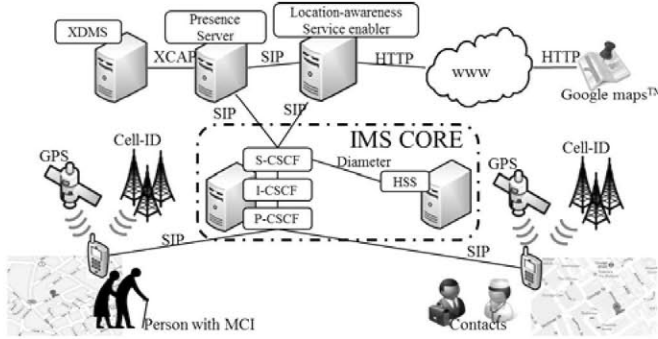 Location-awareness
Service enabler
Presence
Server
XDMS
XCAP
SIP
HTTP
www
HTTP
Google maps™
SIP
SIP
IMS CORE
Cell-ID
GPS
S-CSCF
Diameter
HSS
I-CSCF
P-CSCF
GPS
Cell-ID
SIP
SIP
Person with MCI
Contacts